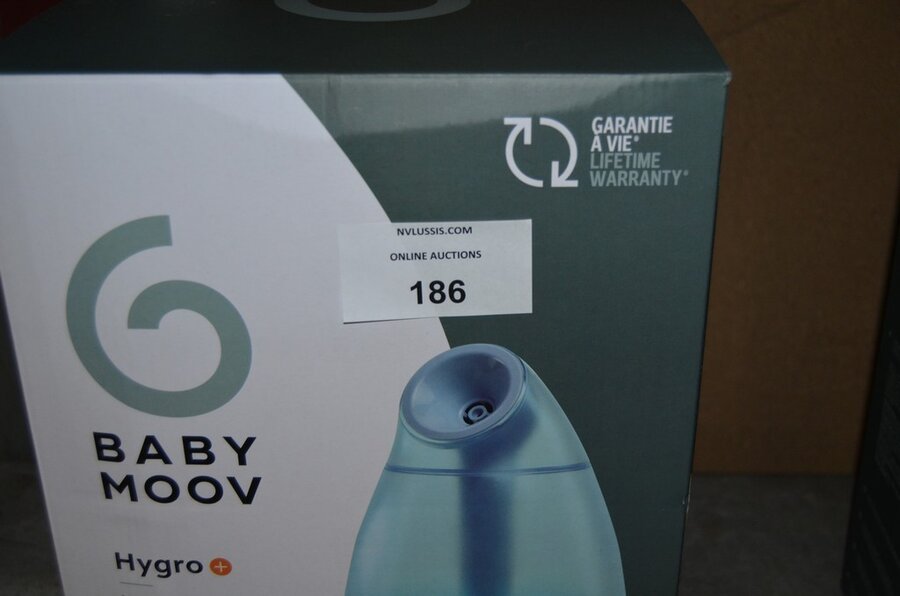 GARANTIE
À VIE*
LIFETIME
WARRANTY*
NVLUSSIS.COM
ONLINE AUCTIONS
186
BABY
MOOV
Hygro+